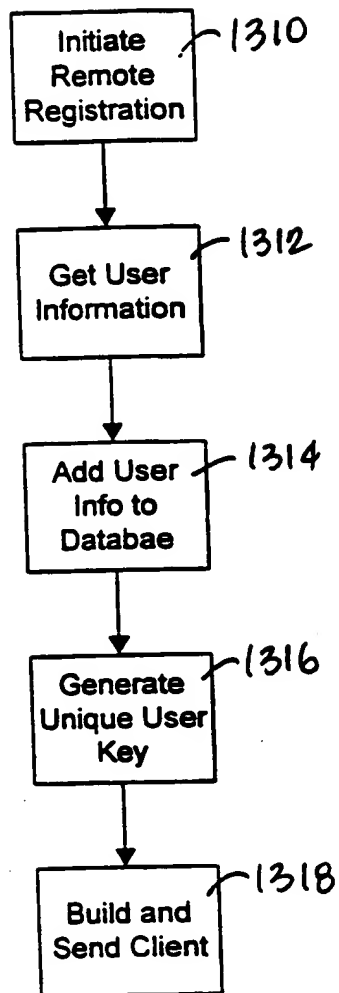 Initiate
Remote
Registration
1310
Get User
Information
1312
Add User
Info to
Databae
1314
Generate
Unique User
Key
1316
Build and
Send Client
1318